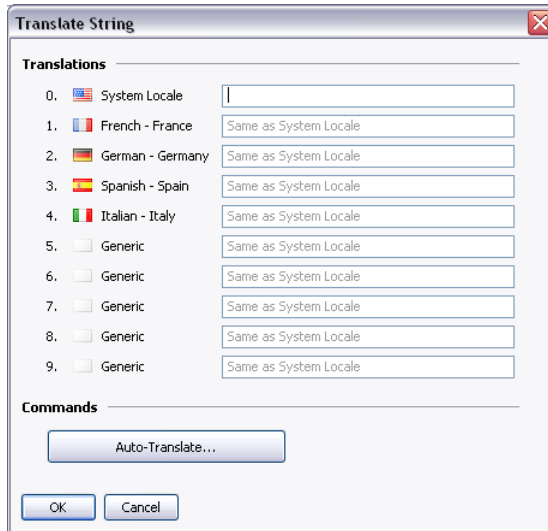 Translate String
Translations
0. System Locale
1. French - France Same as System Locale
2. German - Germany Same as System Locale
3. Spanish - Spain Same as System Locale
4. Italian - Italy Same as System Locale
5. Generic Same as System Locale
6. Generic Same as System Locale
7. Generic Same as System Locale
8. Generic Same as System Locale
9. Generic Same as System Locale
Commands
Auto-Translate...
OK Cancel